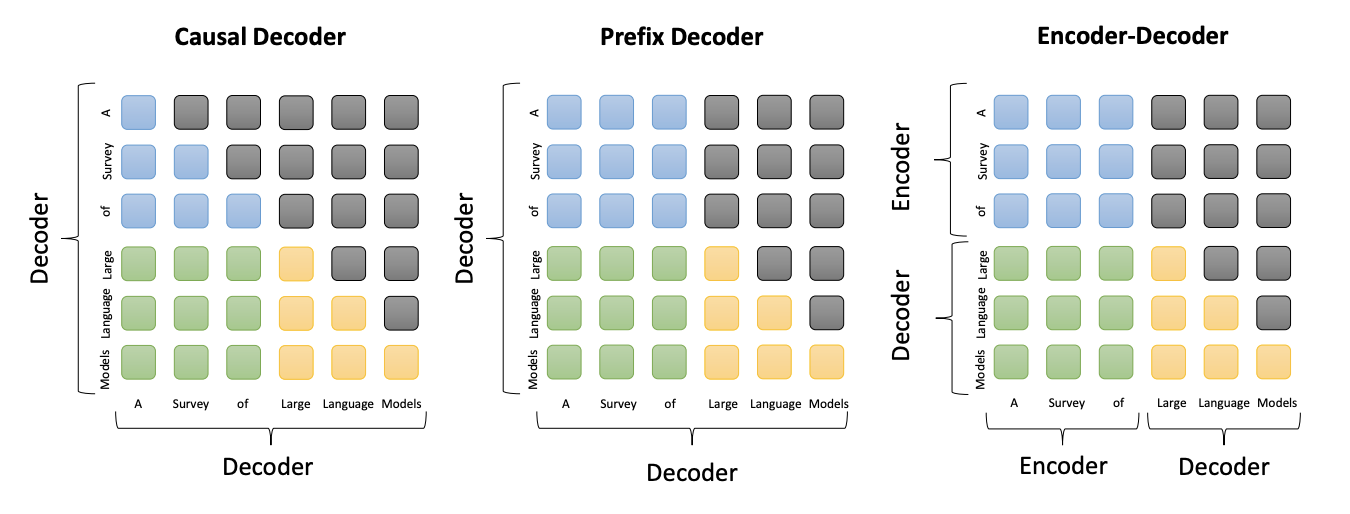 Causal Decoder
Decoder
A
Survey
of
Large
Language
Models
A Survey of Large Language Models
Decoder
Prefix Decoder
Decoder
A
Survey
of
Large
Language
Models
A Survey of Large Language Models
Decoder
Encoder-Decoder
Encoder
Decoder
A
Survey
of
Large
Language
Models
A Survey of Large Language Models
Encoder Decoder